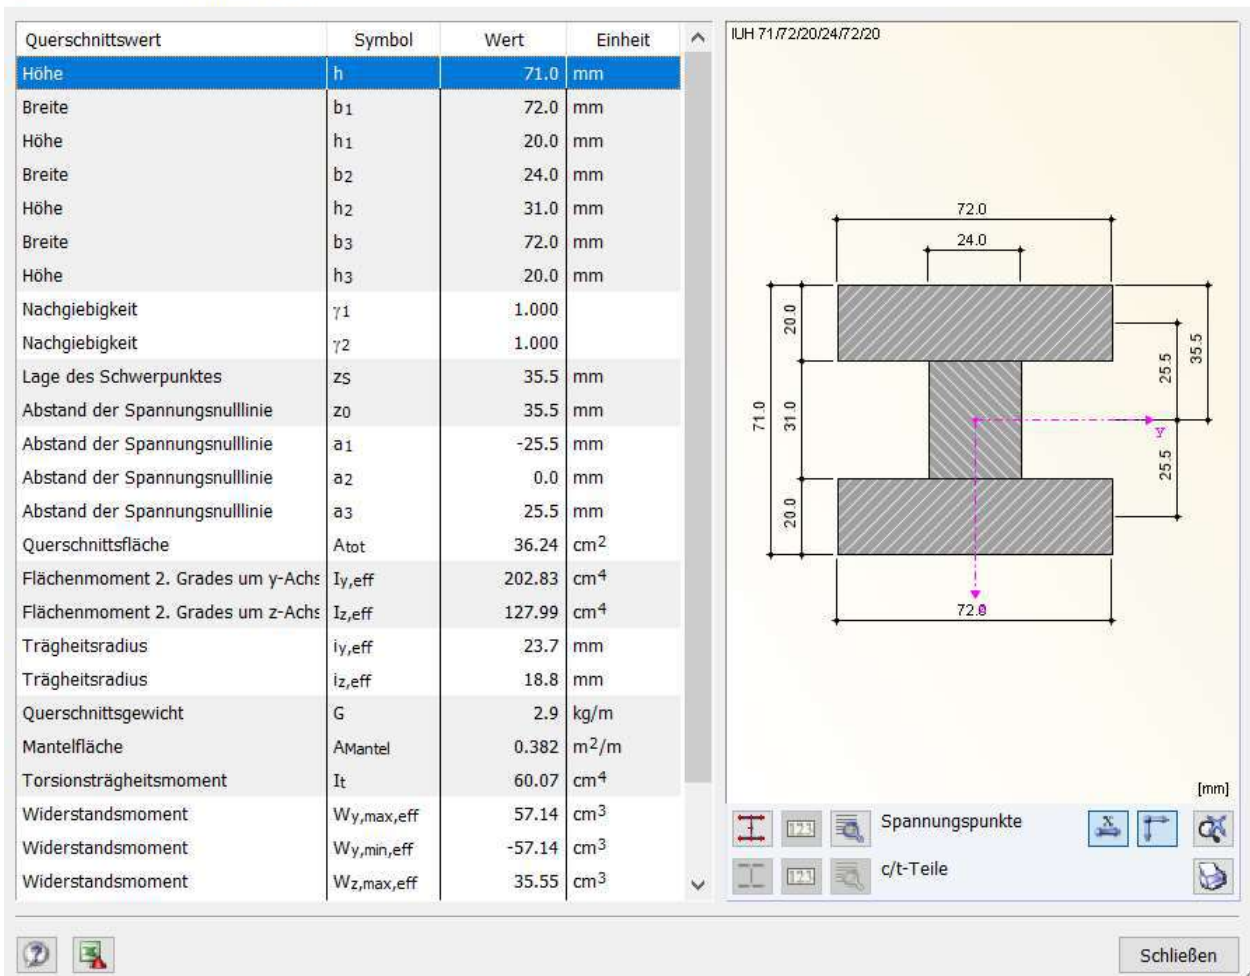 Querschnittswert Symbol Wert Einheit
Höhe h 71.0 mm
Breite b1 72.0 mm
Höhe h1 20.0 mm
Breite b2 24.0 mm
Höhe h2 31.0 mm
Breite b3 72.0 mm
Höhe h3 20.0 mm
Nachgiebigkeit γ1 1.000
Nachgiebigkeit γ2 1.000
Lage des Schwerpunktes zS 35.5 mm
Abstand der Spannungsnulllinie z0 35.5 mm
Abstand der Spannungsnulllinie a1 -25.5 mm
Abstand der Spannungsnulllinie a2 0.0 mm
Abstand der Spannungsnulllinie a3 25.5 mm
Querschnittsfläche Atot 36.24 cm2
Flächenmoment 2. Grades um y-Achs Iy,eff 202.83 cm4
Flächenmoment 2. Grades um z-Achs Iz,eff 127.99 cm4
Trägheitsradius iy,eff 23.7 mm
Trägheitsradius iz,eff 18.8 mm
Querschnittsgewicht G 2.9 kg/m
Mantelfläche AMantel 0.382 m2/m
Torsionsträgheitsmoment It 60.07 cm4
Widerstandsmoment Wy,max,eff 57.14 cm3
Widerstandsmoment Wy,min,eff -57.14 cm3
Widerstandsmoment Wz,max,eff 35.55 cm3
IUH 71/72/20/24/72/20
72.0
24.0
20.0
35.5
25.5
71.0
31.0
y
25.5
20.0
72.0
[mm]
Spannungspunkte
c/t-Teile
Schließen